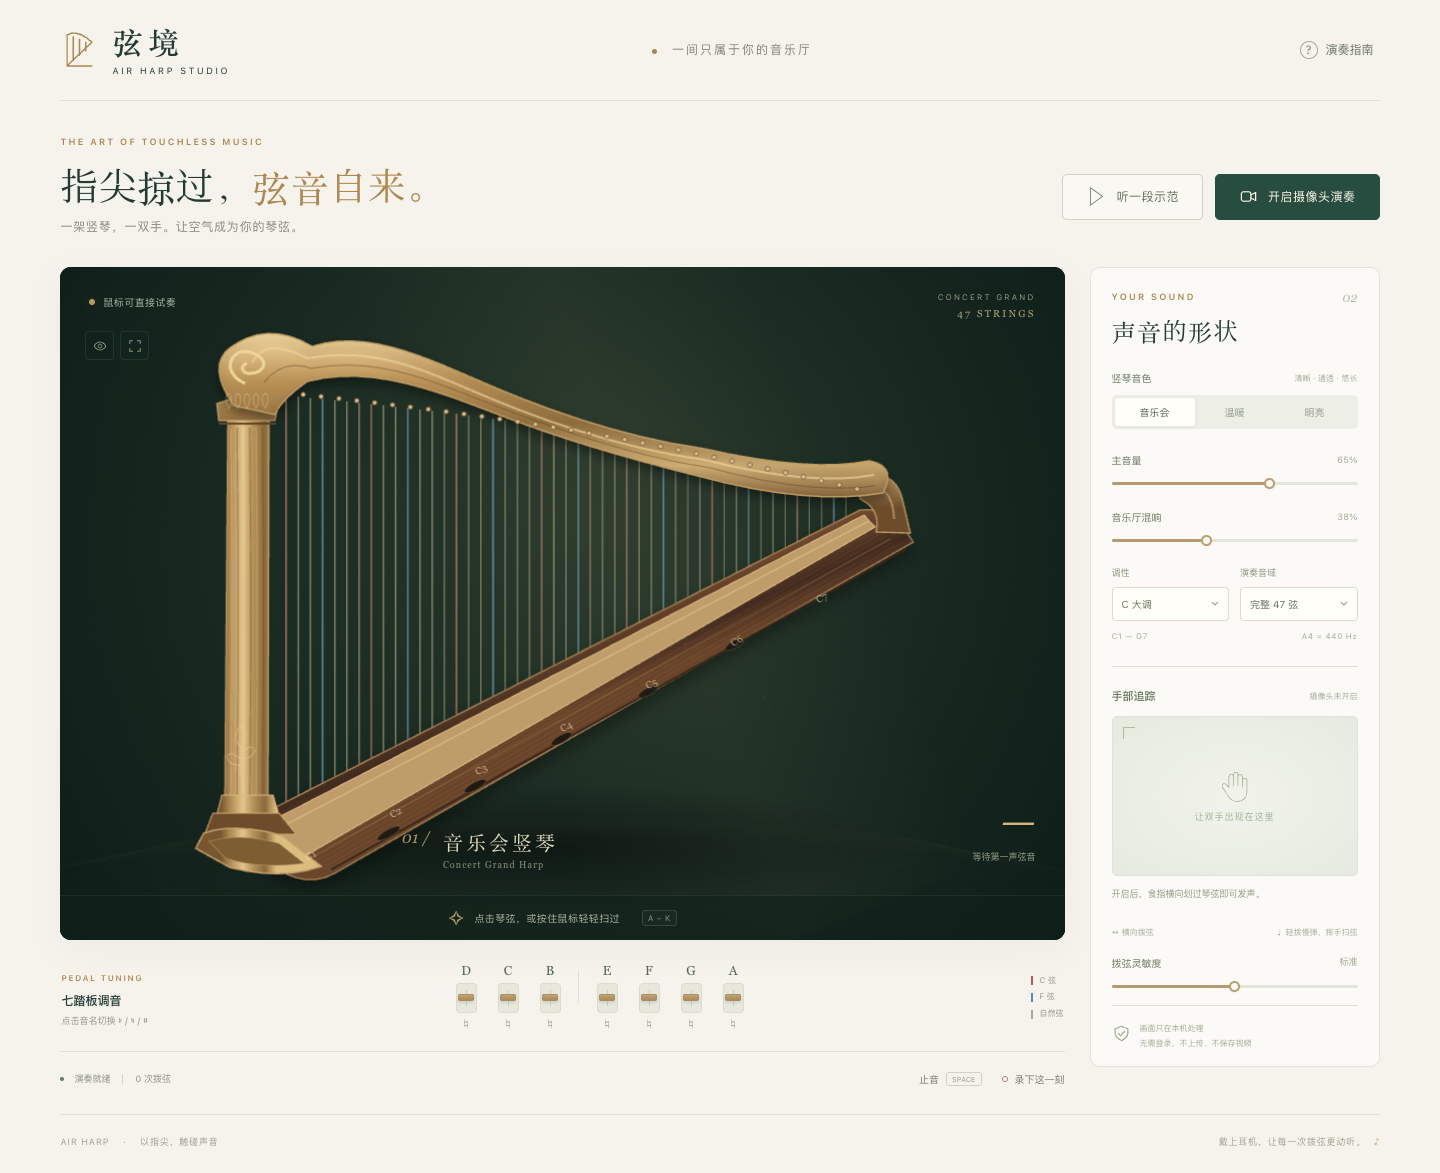 弦境
AIR HARP STUDIO
一间只属于你的音乐厅
? 演奏指南
THE ART OF TOUCHLESS MUSIC
指尖掠过，弦音自来。
一架竖琴，一双手。让空气成为你的琴弦。
听一段示范
开启摄像头演奏
鼠标可直接试奏
CONCERT GRAND
47 STRINGS
C1
C6
C5
C4
C3
C2
01 / 音乐会竖琴
Concert Grand Harp
等待第一声弦音
点击琴弦，或按住鼠标轻轻扫过 A – K
YOUR SOUND 02
声音的形状
竖琴音色 清晰 · 通透 · 悠长
音乐会 温暖 明亮
主音量 65%
音乐厅混响 38%
调性 演奏音域
C 大调 完整 47 弦
C1 — G7 A4 = 440 Hz
手部追踪 摄像头未开启
让双手出现在这里
开启后，食指横向划过琴弦即可发声。
↔ 横向拨弦 ♩ 轻拨慢弹，挥手扫弦
拨弦灵敏度 标准
画面只在本机处理
无需登录，不上传、不保存视频
PEDAL TUNING
七踏板调音
点击音名切换 ♭ / ♮ / ♯
D C B E F G A
♮ ♮ ♮ ♮ ♮ ♮ ♮
C 弦
F 弦
自然弦
演奏就绪 0 次拨弦
止音 SPACE 录下这一刻
AIR HARP · 以指尖，触碰声音
戴上耳机，让每一次拨弦更动听。 ♪